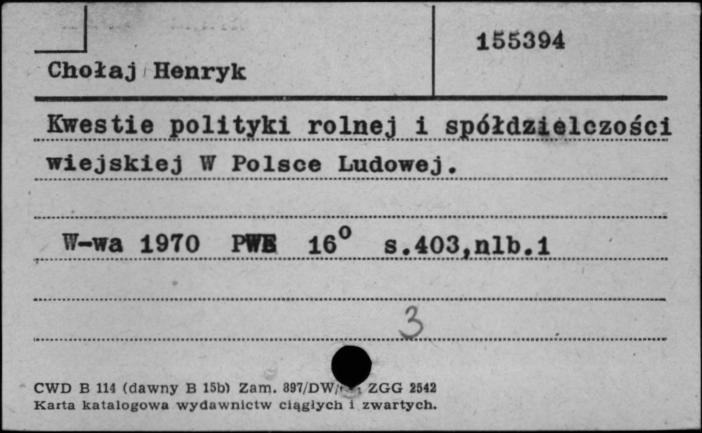 155394
Chołaj Henryk
Kwestie polityki rolnej i spółdzielczości
wiejskiej W Polsce Ludowej.
W-wa 1970 PWE 16° s.403,nlb.1
3
CWD B 114 (dawny B 15b) Zam. 897/DW/ ZGG 2542
Karta katalogowa wydawnictw ciągłych i zwartych.